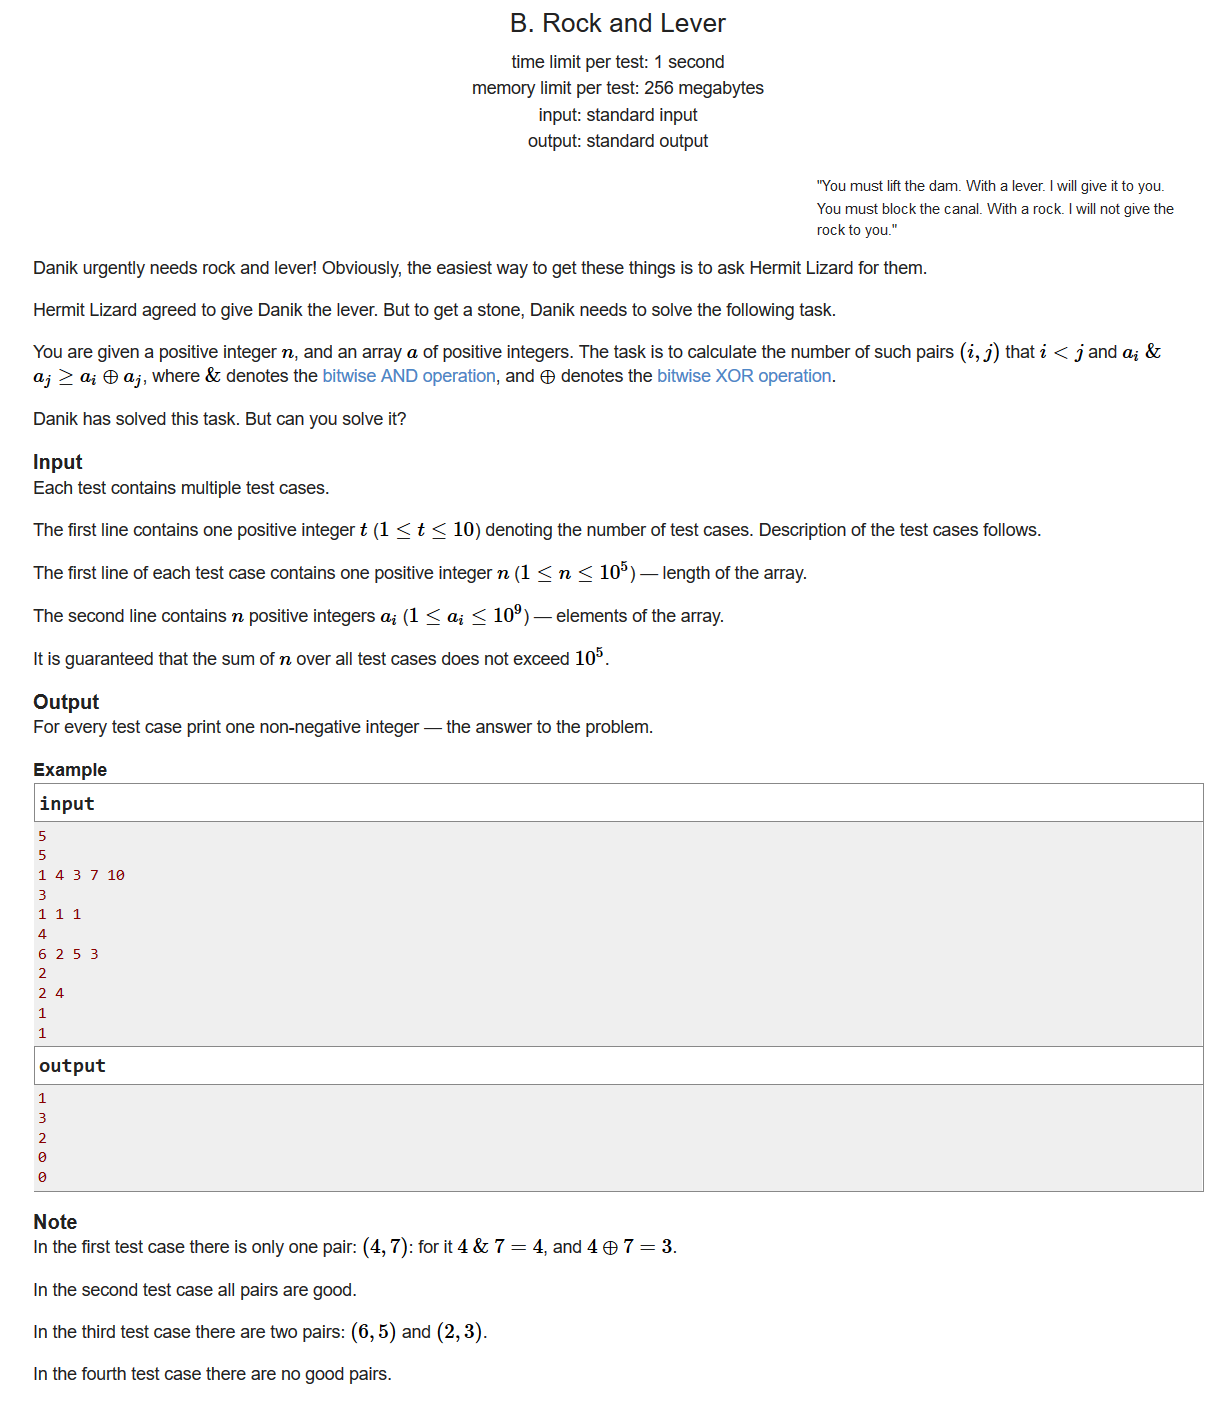 B. Rock and Lever
time limit per test: 1 second
memory limit per test: 256 megabytes
input: standard input
output: standard output
"You must lift the dam. With a lever. I will give it to you.
You must block the canal. With a rock. I will not give the
rock to you."
Danik urgently needs rock and lever! Obviously, the easiest way to get these things is to ask Hermit Lizard for them.
Hermit Lizard agreed to give Danik the lever. But to get a stone, Danik needs to solve the following task.
You are given a positive integer n, and an array a of positive integers. The task is to calculate the number of such pairs (i, j) that i < j and a_i &
a_j ≥ a_i ⊕ a_j, where & denotes the bitwise AND operation, and ⊕ denotes the bitwise XOR operation.
Danik has solved this task. But can you solve it?
Input
Each test contains multiple test cases.
The first line contains one positive integer t (1 ≤ t ≤ 10) denoting the number of test cases. Description of the test cases follows.
The first line of each test case contains one positive integer n (1 ≤ n ≤ 10^5) — length of the array.
The second line contains n positive integers a_i (1 ≤ a_i ≤ 10^9) — elements of the array.
It is guaranteed that the sum of n over all test cases does not exceed 10^5.
Output
For every test case print one non-negative integer — the answer to the problem.
Example
input
5
5
1 4 3 7 10
3
1 1 1
4
6 2 5 3
2
2 4
1
1
output
1
3
2
0
0
Note
In the first test case there is only one pair: (4, 7): for it 4 & 7 = 4, and 4 ⊕ 7 = 3.
In the second test case all pairs are good.
In the third test case there are two pairs: (6, 5) and (2, 3).
In the fourth test case there are no good pairs.